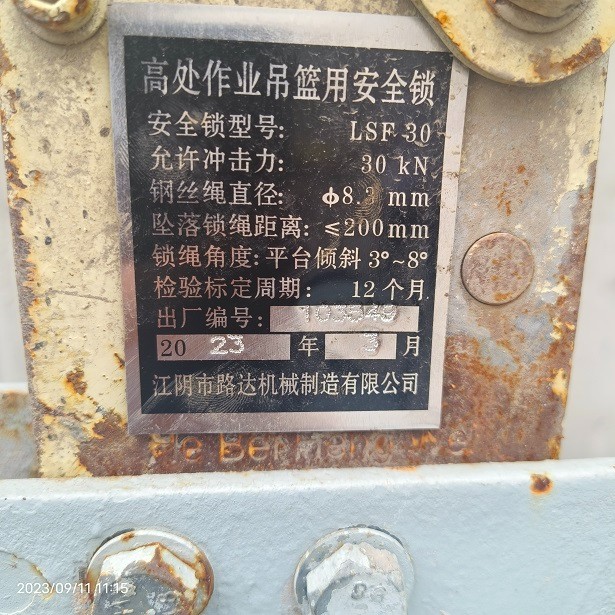 高处作业吊篮用安全锁
安全锁型号: LSF 30
允许冲击力: 30 kN
钢丝绳直径: ф8.3 mm
坠落锁绳距离: ≤200mm
锁绳角度: 平台倾斜 3°~8°
检验标定周期: 12 个月
出厂编号: 103549
20 23 年 3 月
江阴市路达机械制造有限公司
2023/09/11 11:15